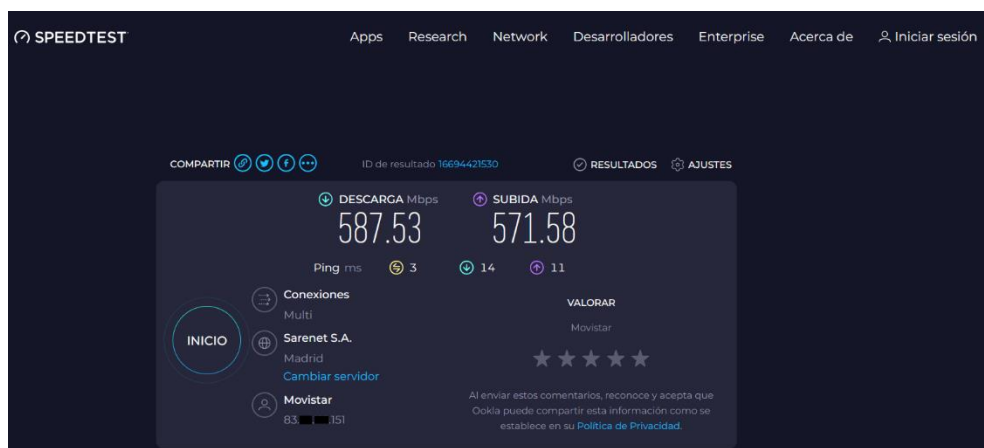 SPEEDTEST Apps Research Network Desarrolladores Enterprise Acerca de Iniciar sesión
COMPARTIR ID de resultado 16694421530 RESULTADOS AJUSTES
DESCARGA Mbps SUBIDA Mbps
587.53 571.58
Ping ms 3 14 11
Conexiones
Multi
INICIO
Sarenet S.A.
Madrid
Cambiar servidor
Movistar
83. .151
VALORAR
Movistar
Al enviar estos comentarios, reconoce y acepta que
Ookla puede compartir esta información como se
establece en su Política de Privacidad.